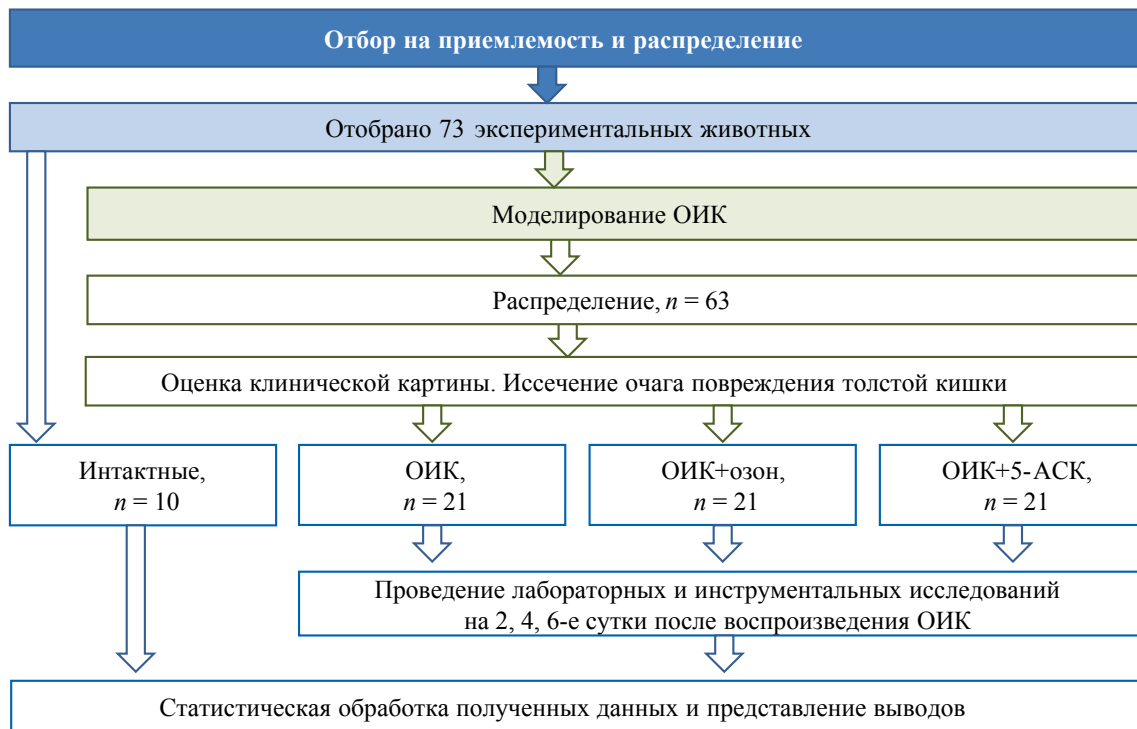 Отбор на приемлемость и распределение
Отобрано 73 экспериментальных животных
Моделирование ОИК
Распределение, n = 63
Оценка клинической картины. Иссечение очага повреждения толстой кишки
Интактные,
n = 10
ОИК,
n = 21
ОИК+озон,
n = 21
ОИК+5-АСК,
n = 21
Проведение лабораторных и инструментальных исследований
на 2, 4, 6-е сутки после воспроизведения ОИК
Статистическая обработка полученных данных и представление выводов